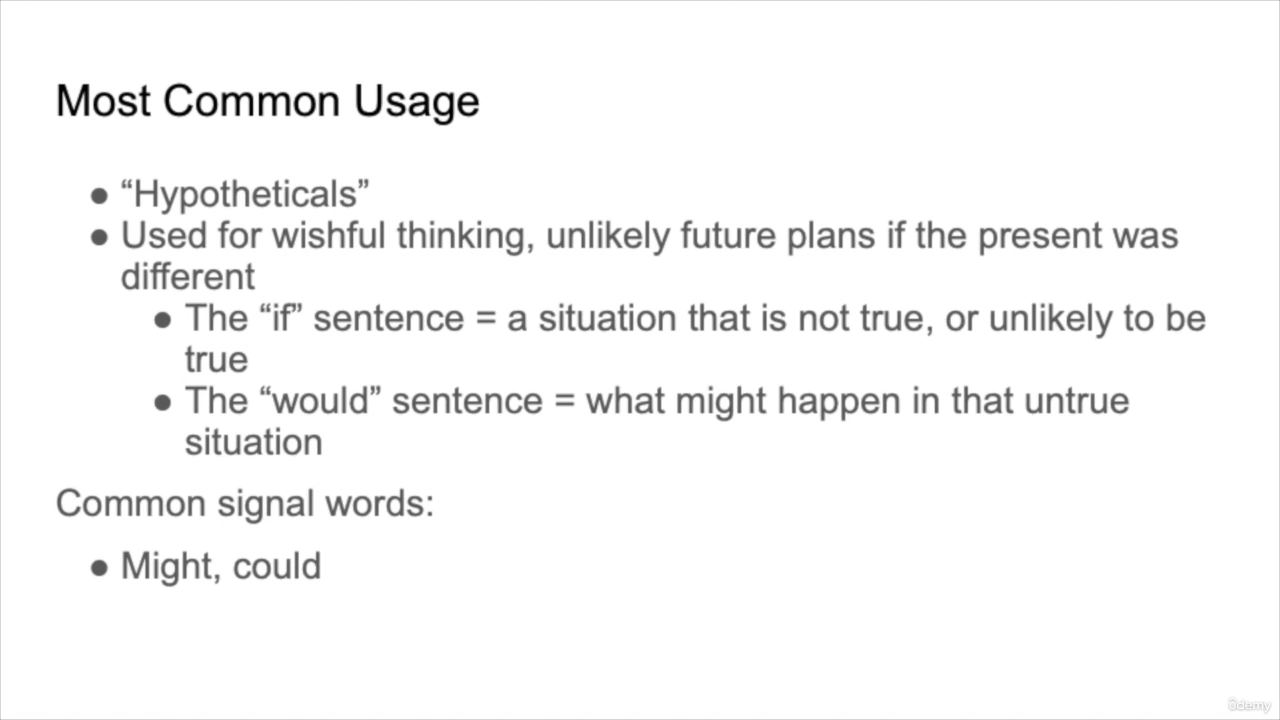 Most Common Usage
● “Hypotheticals”
● Used for wishful thinking, unlikely future plans if the present was
different
● The “if” sentence = a situation that is not true, or unlikely to be
true
● The “would” sentence = what might happen in that untrue
situation
Common signal words:
● Might, could
ûdemy